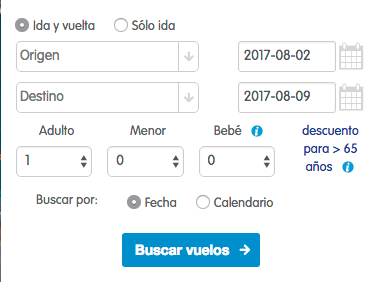 Ida y vuelta Sólo ida
Origen 2017-08-02
Destino 2017-08-09
Adulto Menor Bebé i descuento
para > 65
años i
1 0 0
Buscar por: Fecha Calendario
Buscar vuelos